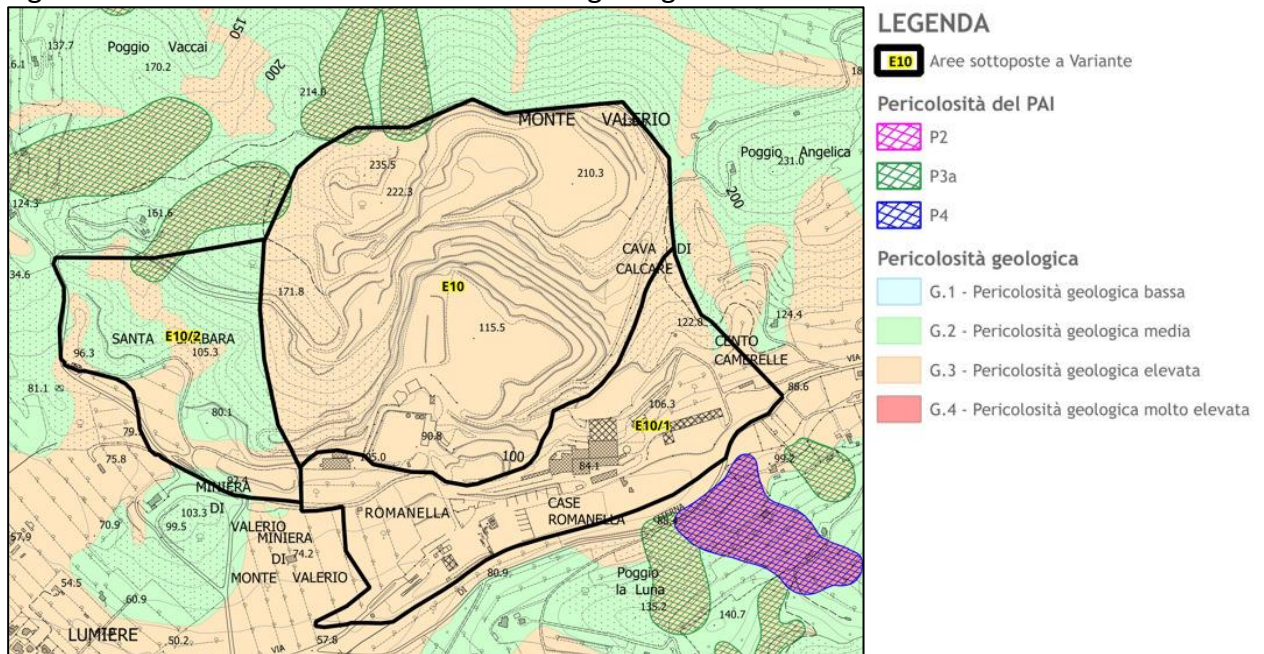 137.7
Poggio Vaccai
170.2
150
200
214.0
MONTE VALERIO
Poggio Angelica
231.0
200
235.5
222.3
210.3
124.3
161.6
CAVA DI
CALCARE
34.6
171.8
E10
115.5
122.0
124.4
SANTA
E10/2
BARA
105.3
96.3
CENTO
CAMERELLE
VIA
81.1
88.6
80.1
106.3
E10/1
90.8
100
84.1
75.8
99.2
MINIERA
DI
103.3
99.5
VALERIO
70.9
ROMANELLA
CASE
ROMANELLA
MINIERA
DI
74.2
MONTE VALERIO
54.5
60.9
80.9
Poggio
la Luna
135.2
140.7
LUMIERE
50.2
VIA
57.8
LEGENDA
E10 Aree sottoposte a Variante
Pericolosità del PAI
P2
P3a
P4
Pericolosità geologica
G.1 - Pericolosità geologica bassa
G.2 - Pericolosità geologica media
G.3 - Pericolosità geologica elevata
G.4 - Pericolosità geologica molto elevata